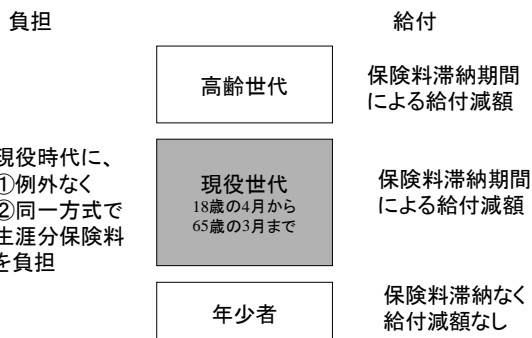 負担
給付
高齢世代
保険料滞納期間
による給付減額
現役時代に、
①例外なく
②同一方式で
生涯分保険料
を負担
現役世代
18歳の4月から
65歳の3月まで
保険料滞納期間
による給付減額
年少者
保険料滞納なく
給付減額なし